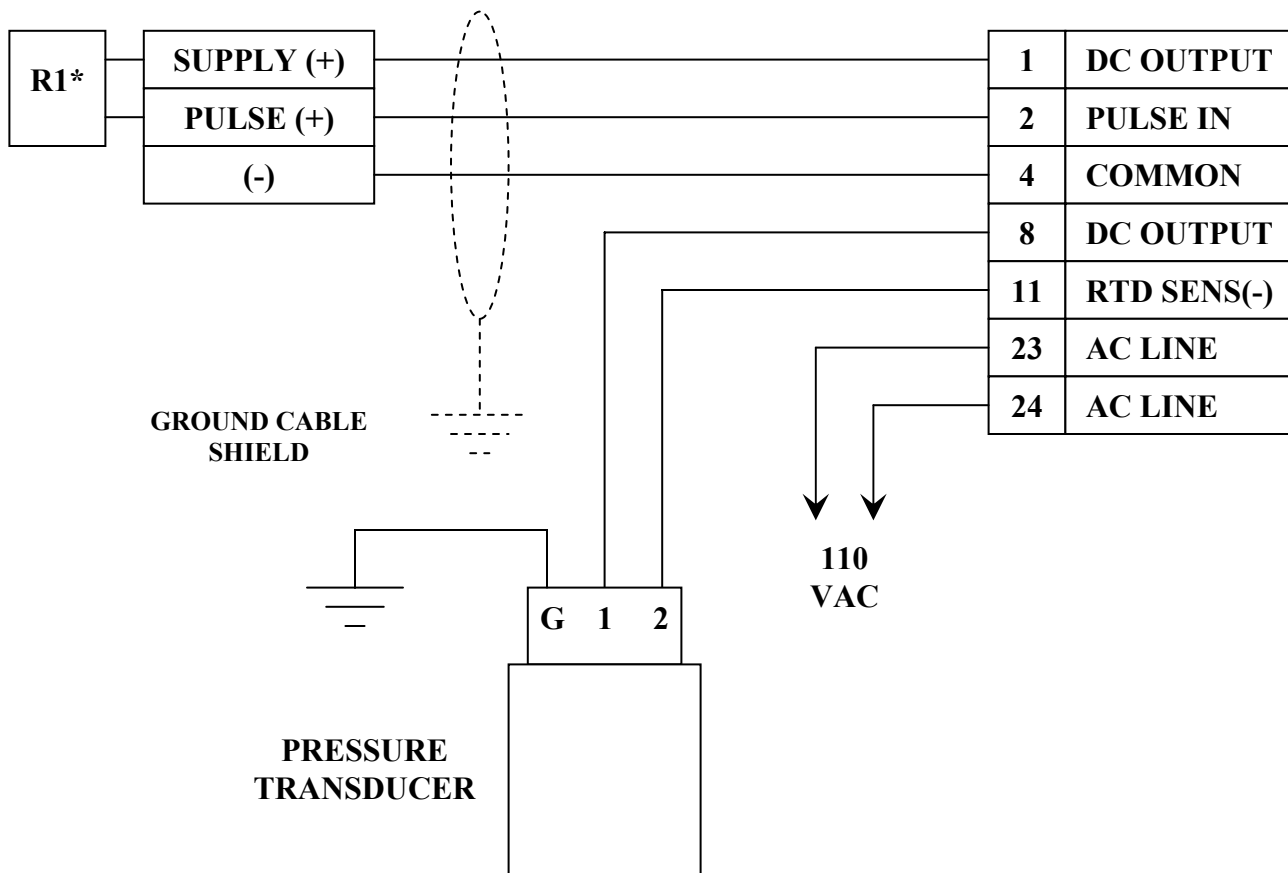 R1*
SUPPLY (+)
PULSE (+)
(-)
1 DC OUTPUT
2 PULSE IN
4 COMMON
8 DC OUTPUT
11 RTD SENS(-)
23 AC LINE
24 AC LINE
GROUND CABLE
SHIELD
110
VAC
G 1 2
PRESSURE
TRANSDUCER